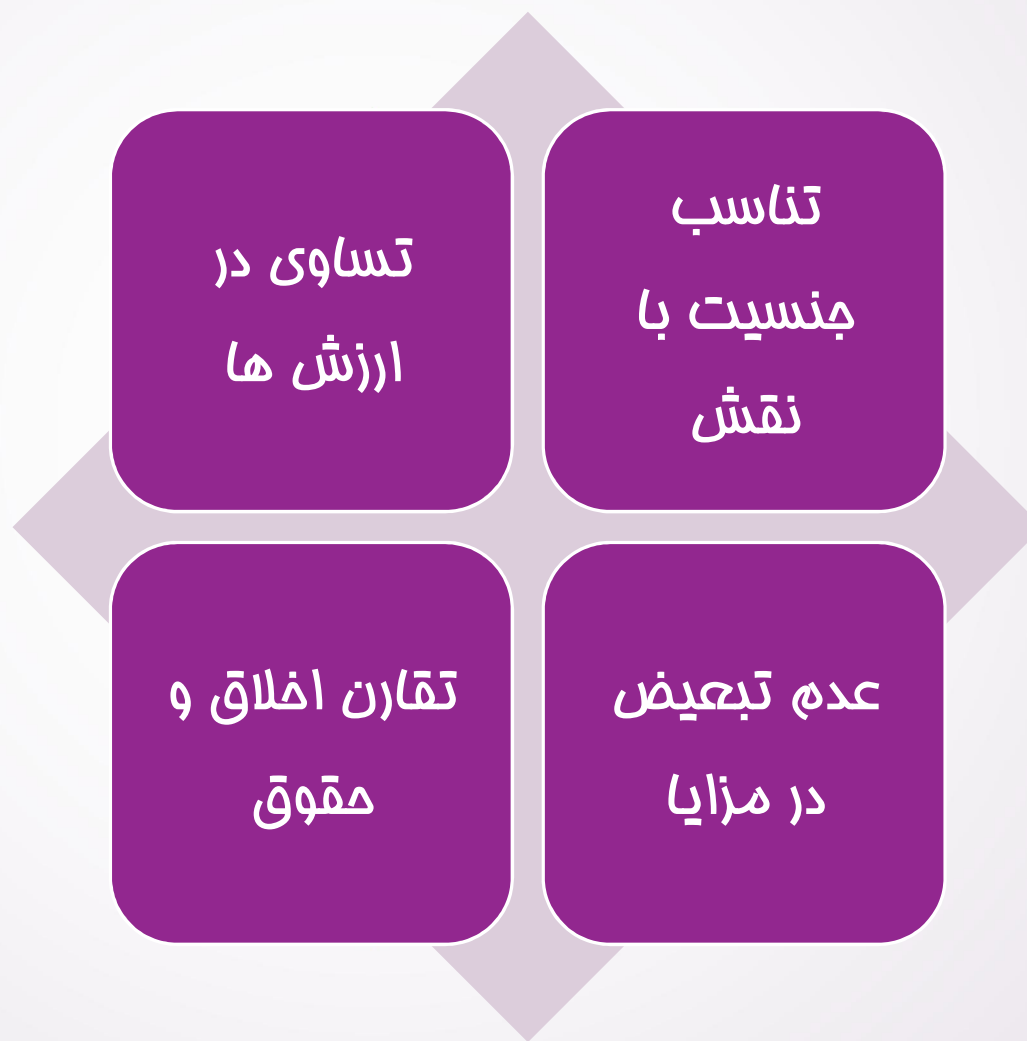 تناسب
جنسیت با
نقش
تساوی در
ارزش ها
عدم تبعیض
در مزایا
تقارن اخلاق و
حقوق